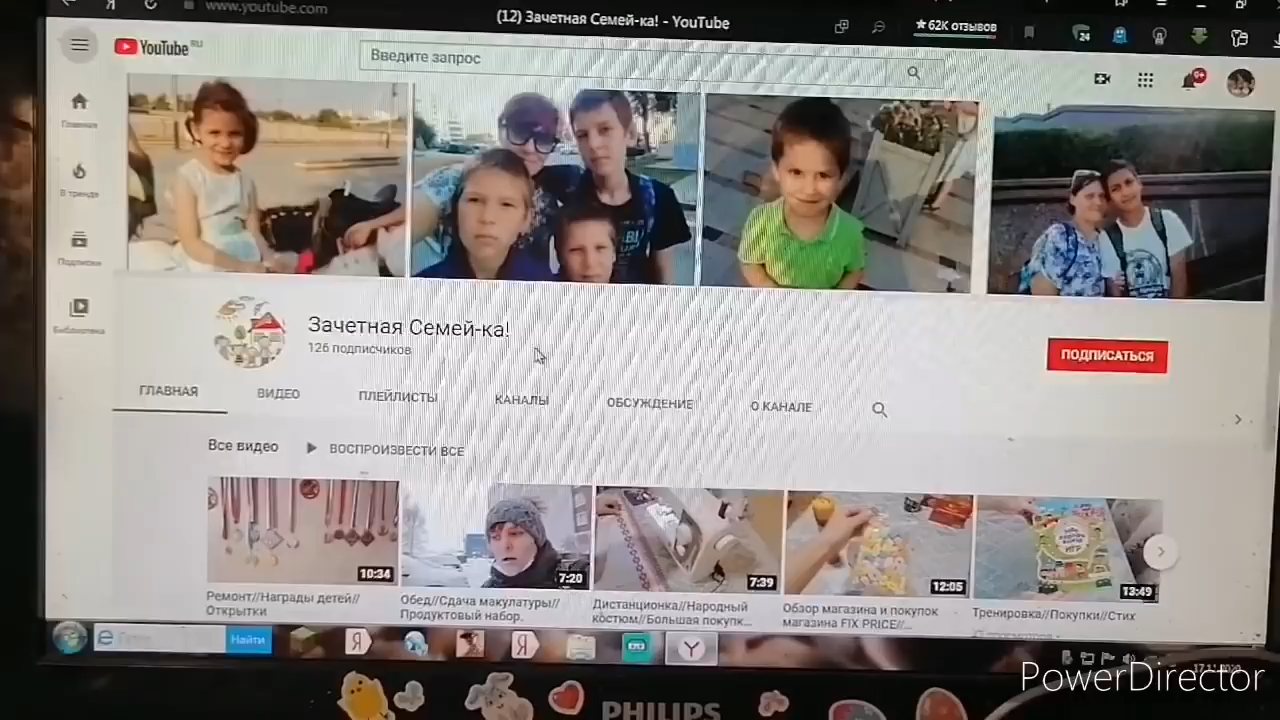 www.youtube.com
(12) Зачетная Семей-ка! - YouTube
★ 62K отзывов
24
YouTube RU
Введите запрос
9+
Главная
В тренде
Подписки
Библиотека
Зачетная Семей-ка!
126 подписчиков
ПОДПИСАТЬСЯ
ГЛАВНАЯ
ВИДЕО
ПЛЕЙЛИСТЫ
КАНАЛЫ
ОБСУЖДЕНИЕ
О КАНАЛЕ
Все видео
ВОСПРОИЗВЕСТИ ВСЕ
10:34
7:20
7:39
12:05
13:49
Ремонт//Награды детей//
Открытки
Обед//Сдача макулатуры//
Продуктовый набор.
Дистанционка//Народный
костюм//Большая покупк...
Обзор магазина и покупок
магазина FIX PRICE//...
Тренировка//Покупки//Стих
Найти
PowerDirector
PHILIPS